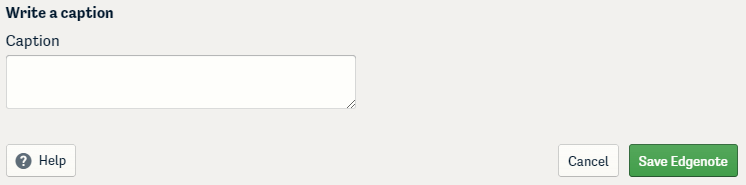 Write a caption
Caption
Help
Cancel
Save Edgenote